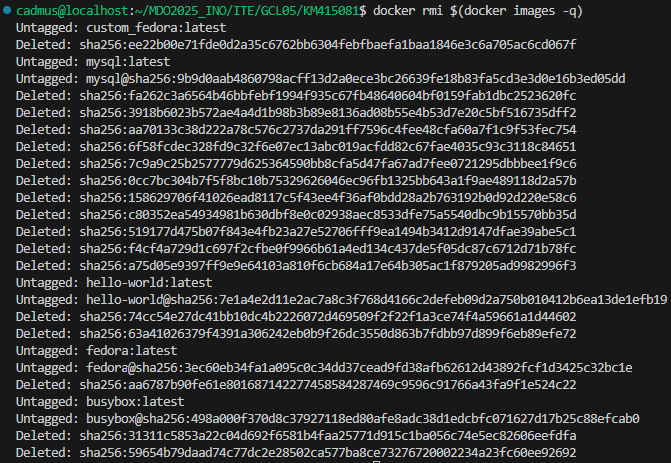 cadmus@localhost:~/MDO2025_INO/ITE/GCL05/KM415081$ docker rmi $(docker images -q)
Untagged: custom_fedora:latest
Deleted: sha256:ee22b00e71fde0d2a35c6762bb6304febfbaefa1baa1846e3c6a705ac6cd067f
Untagged: mysql:latest
Untagged: mysql@sha256:9b9d0aab4860798acff13d2a0ece3bc26639fe18b83fa5cd3e3d0e16b3ed05dd
Deleted: sha256:fa262c3a6564b46bbfebf1994f935c67fb48640604bf0159fab1dbc2523620fc
Deleted: sha256:3918b6023b572ae4a4d1b98b3b89e8136ad08b55e4b53d7e20c5bf516735dff2
Deleted: sha256:aa70133c38d222a78c576c2737da291ff7596c4fee48cfa60a7f1c9f53fec754
Deleted: sha256:6f58fcdec328fd9c32f6e07ec13abc019acfdd82c67fae4035c93c3118c84651
Deleted: sha256:7c9a9c25b2577779d625364590bb8cfa5d47fa67ad7fee0721295dbbbee1f9c6
Deleted: sha256:0cc7bc304b7f5f8bc10b75329626046ec96fb1325bb643a1f9ae489118d2a57b
Deleted: sha256:158629706f41026ead8117c5f43ee4f36af0bdd28a2b763192b0d92d220e58c6
Deleted: sha256:c80352ea54934981b630dbf8e0c02938aec8533dfe75a5540dbc9b15570bb35d
Deleted: sha256:519177d475b07f843e4fb23a27e52706fff9ea1494b3412d9147dfae39abe5c1
Deleted: sha256:f4cf4a729d1c697f2cfbe0f9966b61a4ed134c437de5f05dc87c6712d71b78fc
Deleted: sha256:a75d05e9397ff9e9e64103a810f6cb684a17e64b305ac1f879205ad9982996f3
Untagged: hello-world:latest
Untagged: hello-world@sha256:7e1a4e2d11e2ac7a8c3f768d4166c2defeb09d2a750b010412b6ea13de1efb19
Deleted: sha256:74cc54e27dc41bb10dc4b2226072d469509f2f22f1a3ce74f4a59661a1d44602
Deleted: sha256:63a41026379f4391a306242eb0b9f26dc3550d863b7fdbb97d899f6eb89efe72
Untagged: fedora:latest
Untagged: fedora@sha256:3ec60eb34fa1a095c0c34dd37cead9fd38afb62612d43892fcf1d3425c32bc1e
Deleted: sha256:aa6787b90fe61e801687142277458584287469c9596c91766a43fa9f1e524c22
Untagged: busybox:latest
Untagged: busybox@sha256:498a000f370d8c37927118ed80afe8adc38d1edcbfc071627d17b25c88efcab0
Deleted: sha256:31311c5853a22c04d692f6581b4faa25771d915c1ba056c74e5ec82606eefdfa
Deleted: sha256:59654b79daad74c77dc2e28502ca577ba8ce73276720002234a23fc60ee92692